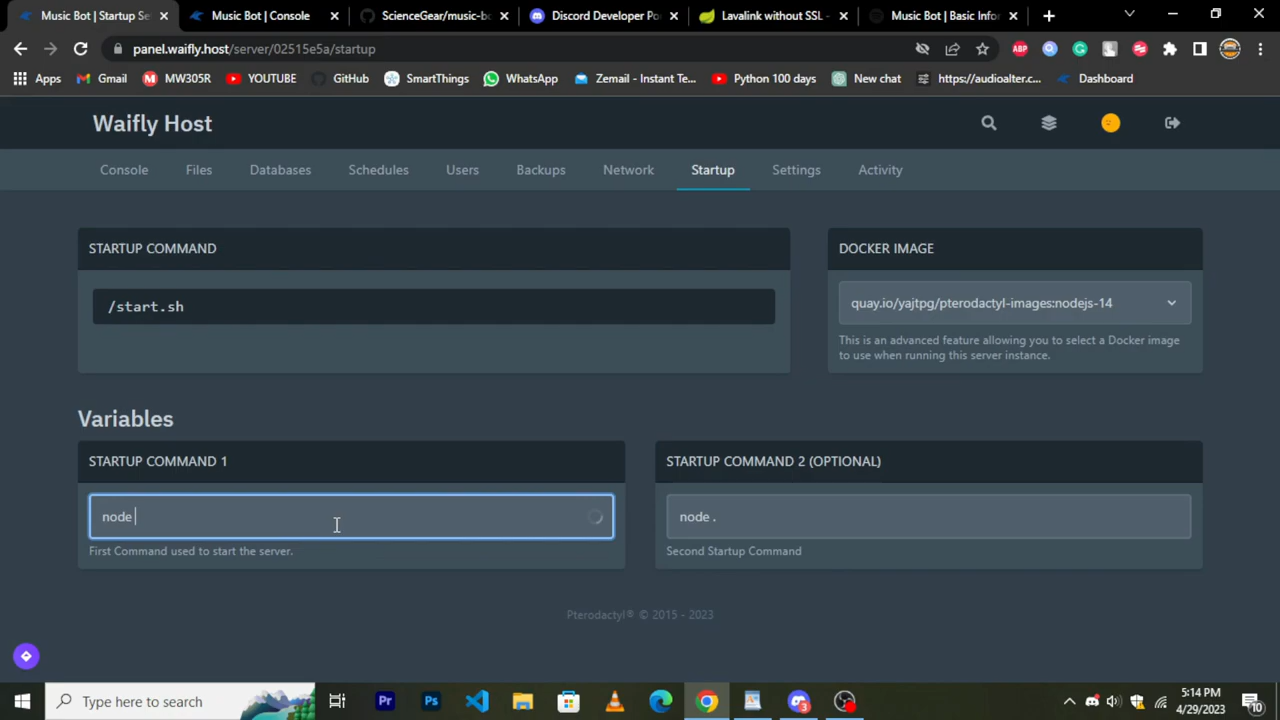 Music Bot | Startup Se
Music Bot | Console
ScienceGear/music-bo
Discord Developer Po
Lavalink without SSL -
Music Bot | Basic Infor
panel.waifly.host/server/02515e5a/startup
ABP
Apps
Gmail
MW305R
YOUTUBE
GitHub
SmartThings
WhatsApp
Zemail - Instant Te...
Python 100 days
New chat
https://audioalter.c...
Dashboard
Waifly Host
Console
Files
Databases
Schedules
Users
Backups
Network
Startup
Settings
Activity
STARTUP COMMAND
/start.sh
DOCKER IMAGE
quay.io/yajtpg/pterodactyl-images:nodejs-14
This is an advanced feature allowing you to select a Docker image
to use when running this server instance.
Variables
STARTUP COMMAND 1
node
First Command used to start the server.
STARTUP COMMAND 2 (OPTIONAL)
node .
Second Startup Command
Pterodactyl® © 2015 - 2023
Type here to search
Pr
Ps
3
5:14 PM
4/29/2023
10